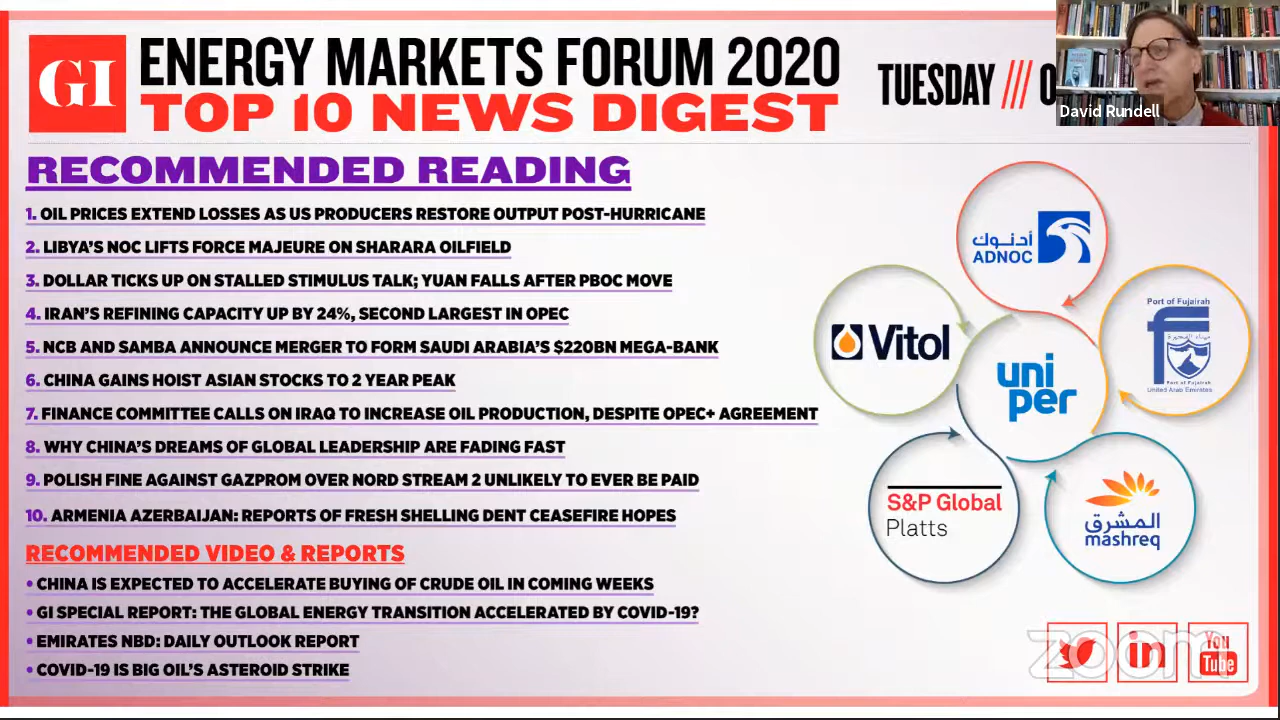 GI
ENERGY MARKETS FORUM 2020
TOP 10 NEWS DIGEST
TUESDAY /// 0
David Rundell
RECOMMENDED READING
1. OIL PRICES EXTEND LOSSES AS US PRODUCERS RESTORE OUTPUT POST-HURRICANE
2. LIBYA'S NOC LIFTS FORCE MAJEURE ON SHARARA OILFIELD
3. DOLLAR TICKS UP ON STALLED STIMULUS TALK; YUAN FALLS AFTER PBOC MOVE
4. IRAN'S REFINING CAPACITY UP BY 24%, SECOND LARGEST IN OPEC
5. NCB AND SAMBA ANNOUNCE MERGER TO FORM SAUDI ARABIA'S $220BN MEGA-BANK
6. CHINA GAINS HOIST ASIAN STOCKS TO 2 YEAR PEAK
7. FINANCE COMMITTEE CALLS ON IRAQ TO INCREASE OIL PRODUCTION, DESPITE OPEC+ AGREEMENT
8. WHY CHINA'S DREAMS OF GLOBAL LEADERSHIP ARE FADING FAST
9. POLISH FINE AGAINST GAZPROM OVER NORD STREAM 2 UNLIKELY TO EVER BE PAID
10. ARMENIA AZERBAIJAN: REPORTS OF FRESH SHELLING DENT CEASEFIRE HOPES
RECOMMENDED VIDEO & REPORTS
• CHINA IS EXPECTED TO ACCELERATE BUYING OF CRUDE OIL IN COMING WEEKS
• GI SPECIAL REPORT: THE GLOBAL ENERGY TRANSITION ACCELERATED BY COVID-19?
• EMIRATES NBD: DAILY OUTLOOK REPORT
• COVID-19 IS BIG OIL'S ASTEROID STRIKE
أدنوك
ADNOC
Vitol
uni
per
Port of Fujairah
ميناء الفجيرة
Port of Fujairah
United Arab Emirates
S&P Global
Platts
المشرق
mashreq
zoom
in
You
Tube